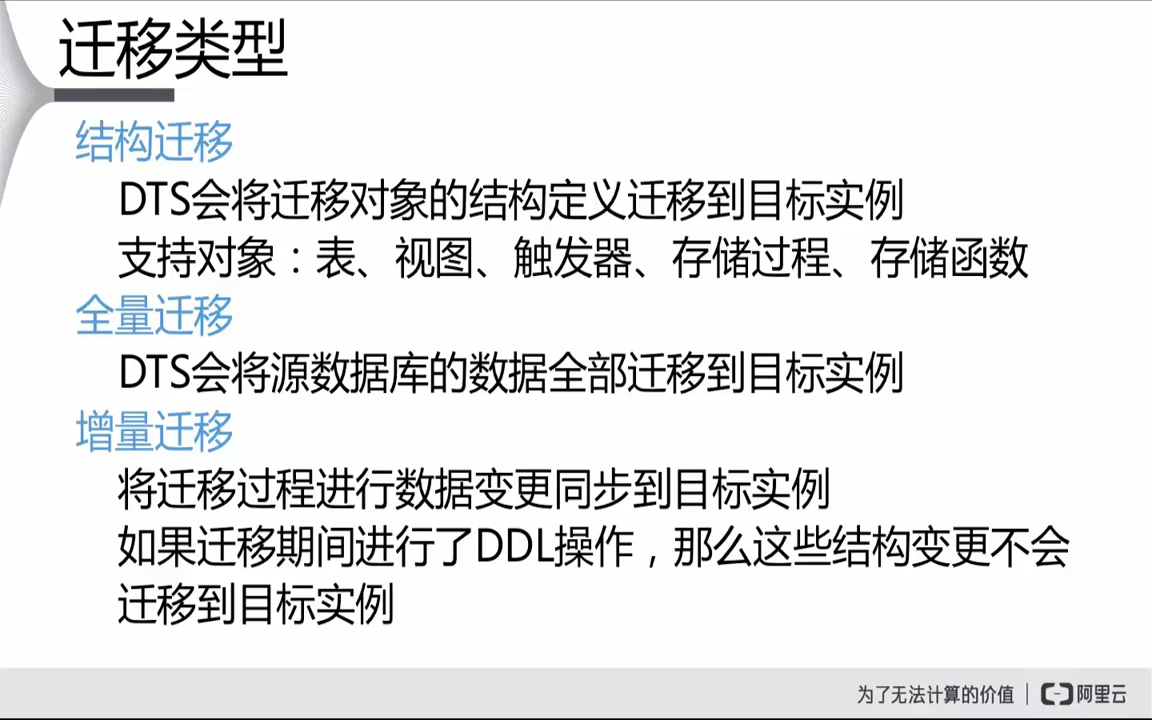 迁移类型
结构迁移
DTS会将迁移对象的结构定义迁移到目标实例
支持对象：表、视图、触发器、存储过程、存储函数
全量迁移
DTS会将源数据库的数据全部迁移到目标实例
增量迁移
将迁移过程进行数据变更同步到目标实例
如果迁移期间进行了DDL操作，那么这些结构变更不会
迁移到目标实例
为了无法计算的价值 | 阿里云